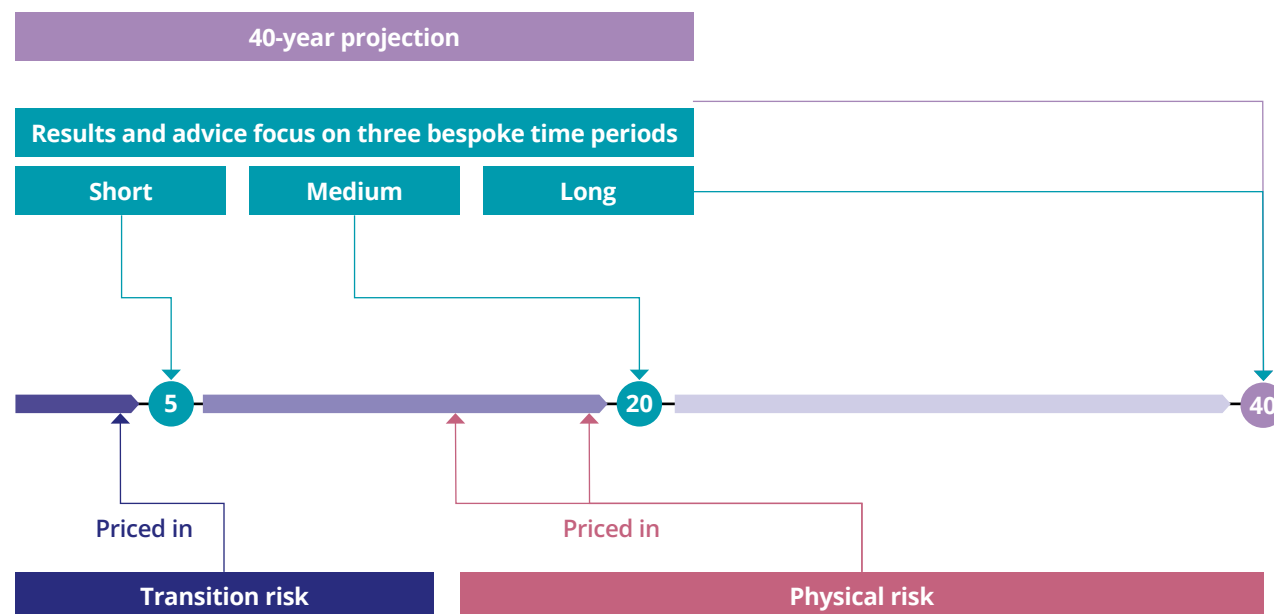 40-year projection
Results and advice focus on three bespoke time periods
Short
Medium
Long
5
20
40
Priced in
Priced in
Transition risk
Physical risk